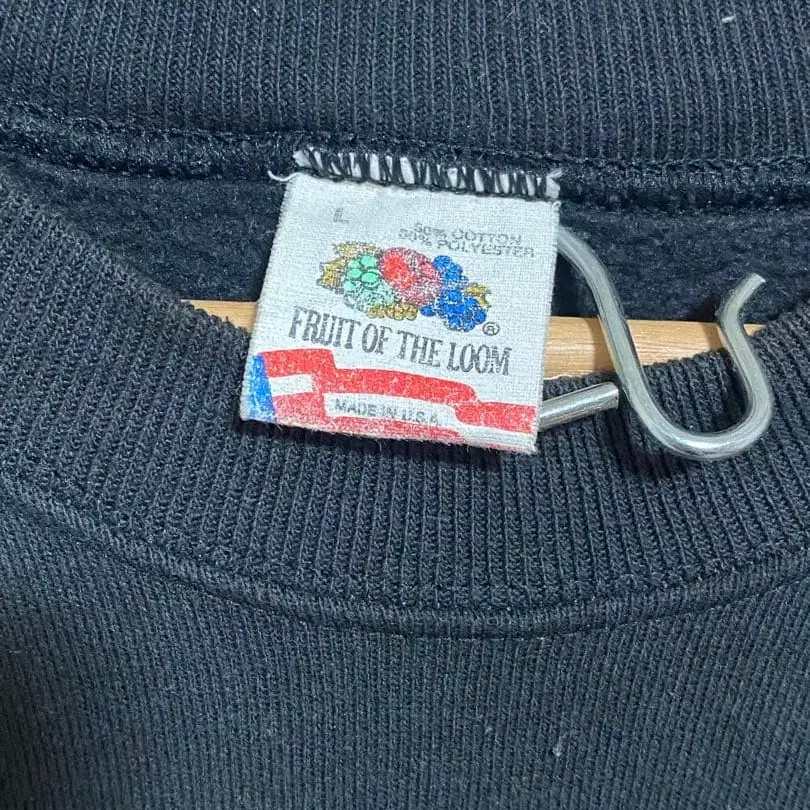 L
50% COTTON
50% POLYESTER
®
FRUIT OF THE LOOM
MADE IN U.S.A.